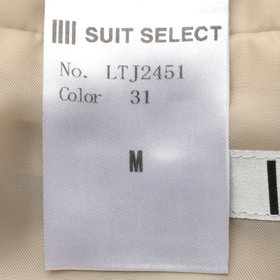 SUIT SELECT
No. LTJ2451
Color 31
M